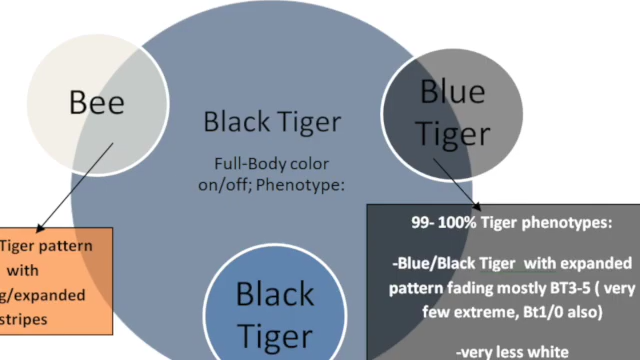 Bee
Black Tiger
Full-Body color
on/off; Phenotype:
Blue
Tiger
Tiger pattern
with
g/expanded
stripes
99- 100% Tiger phenotypes:
-Blue/Black Tiger with expanded
pattern fading mostly BT3-5 ( very
few extreme, Bt1/0 also)
-very less white
Black
Tiger